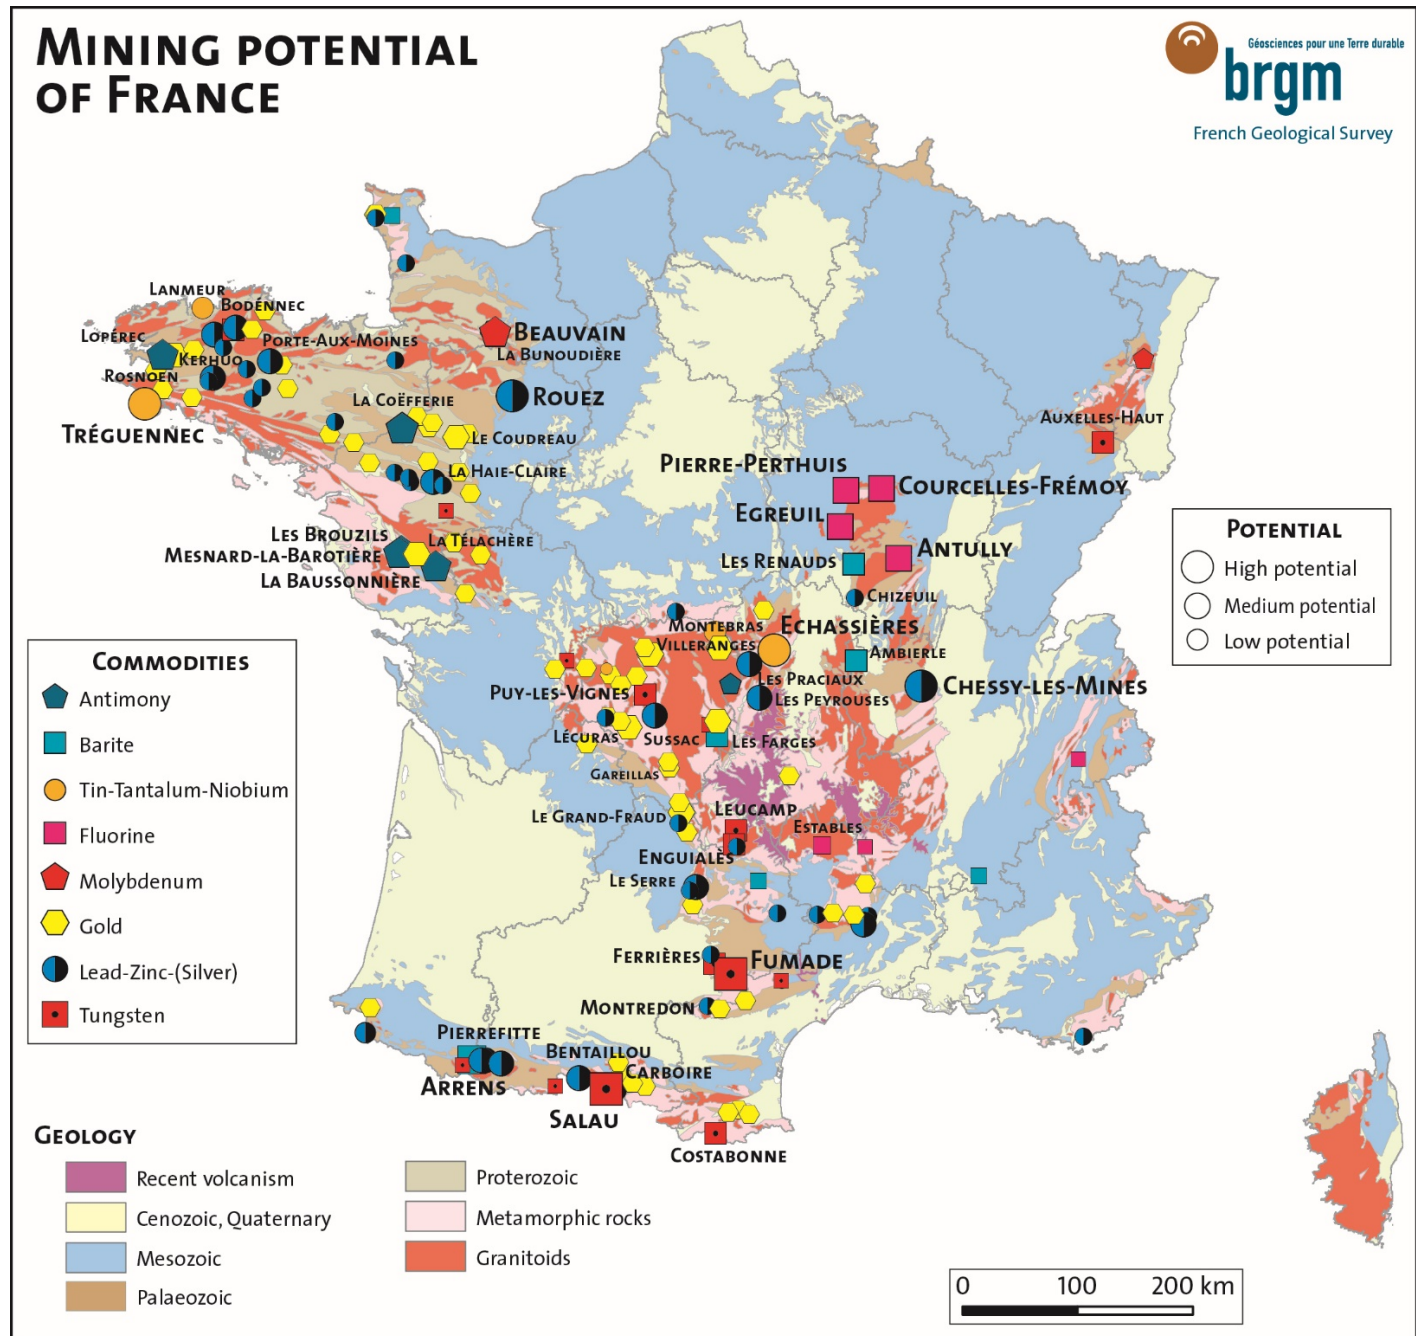 MINING POTENTIAL
OF FRANCE
Géosciences pour une Terre durable
brgm
French Geological Survey
LANMEUR
BODÉNNEC
LOPÉREC
KERHUO
PORTE-AUX-MOINES
ROSNOEN
TRÉGUENNEC
BEAUVAIN
LA BUNOUDIÈRE
ROUEZ
LA COËFFERIE
LE COUDREAU
LA HAIE-CLAIRE
LES BROUZILS
LA TÉLACHÈRE
MESNARD-LA-BAROTIÈRE
LA BAUSSONNIÈRE
AUXELLES-HAUT
PIERRE-PERTHUIS
COURCELLES-FRÉMOY
EGREUIL
ANTULLY
LES RENAUDS
CHIZEUIL
MONTEBRAS
ECHASSIÈRES
VILLERANGES
AMBIERLE
LES PRACIAUX
CHESSY-LES-MINES
PUY-LES-VIGNES
LES PEYROUSES
LÉCURAS
SUSSAC
LES FARGES
GAREILLAS
LE GRAND-FRAUD
LEUCAMP
ESTABLES
ENGUIALÈS
LE SERRE
FERRIÈRES
FUMADE
MONTREDON
PIERREFITTE
BENTAILLOU
CARBOIRE
ARRENS
SALAU
COSTABONNE
POTENTIAL
High potential
Medium potential
Low potential
COMMODITIES
Antimony
Barite
Tin-Tantalum-Niobium
Fluorine
Molybdenum
Gold
Lead-Zinc-(Silver)
Tungsten
GEOLOGY
Recent volcanism
Cenozoic, Quaternary
Mesozoic
Palaeozoic
Proterozoic
Metamorphic rocks
Granitoids
0 100 200 km